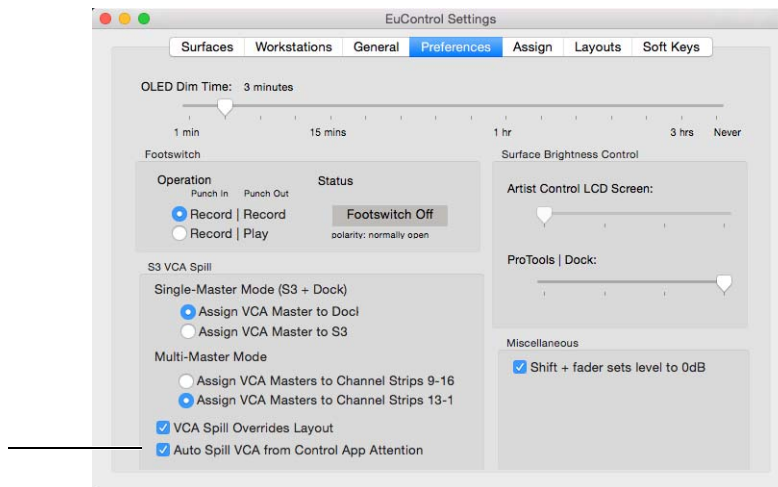 EuControl Settings
Surfaces Workstations General Preferences Assign Layouts Soft Keys
OLED Dim Time: 3 minutes
1 min 15 mins 1 hr 3 hrs Never
Footswitch
Operation Status
Punch In Punch Out
Record | Record Footswitch Off
Record | Play polarity: normally open
S3 VCA Spill
Single-Master Mode (S3 + Dock)
Assign VCA Master to Dock
Assign VCA Master to S3
Multi-Master Mode
Assign VCA Masters to Channel Strips 9-16
Assign VCA Masters to Channel Strips 13-1
VCA Spill Overrides Layout
Auto Spill VCA from Control App Attention
Surface Brightness Control
Artist Control LCD Screen:
ProTools | Dock:
Miscellaneous
Shift + fader sets level to 0dB